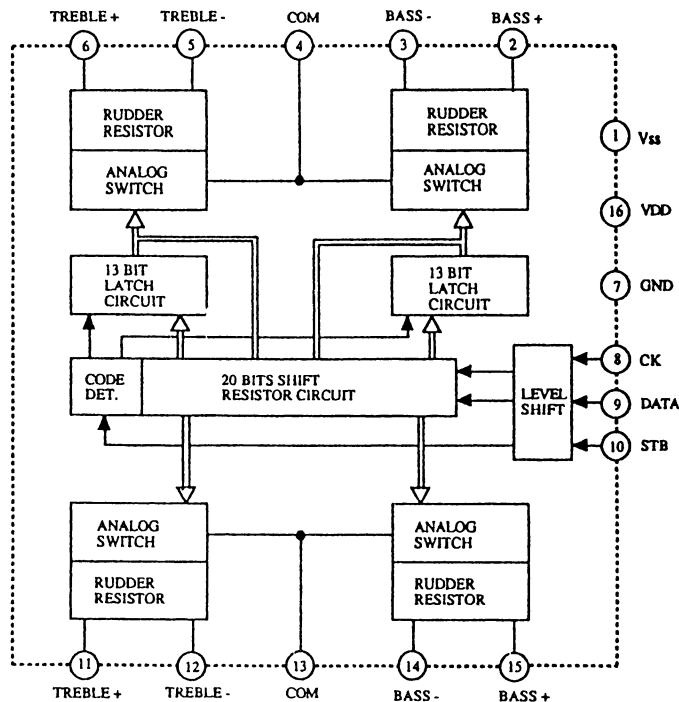 TREBLE + TREBLE - COM BASS - BASS +
6 5 4 3 2
RUDDER
RESISTOR
RUDDER
RESISTOR
1 Vss
ANALOG
SWITCH
ANALOG
SWITCH
16 VDD
13 BIT
LATCH
CIRCUIT
13 BIT
LATCH
CIRCUIT
7 GND
CODE
DET.
20 BITS SHIFT
RESISTOR CIRCUIT
LEVEL
SHIFT
8 CK
9 DATA
10 STB
ANALOG
SWITCH
ANALOG
SWITCH
RUDDER
RESISTOR
RUDDER
RESISTOR
11 12 13 14 15
TREBLE + TREBLE - COM BASS - BASS +